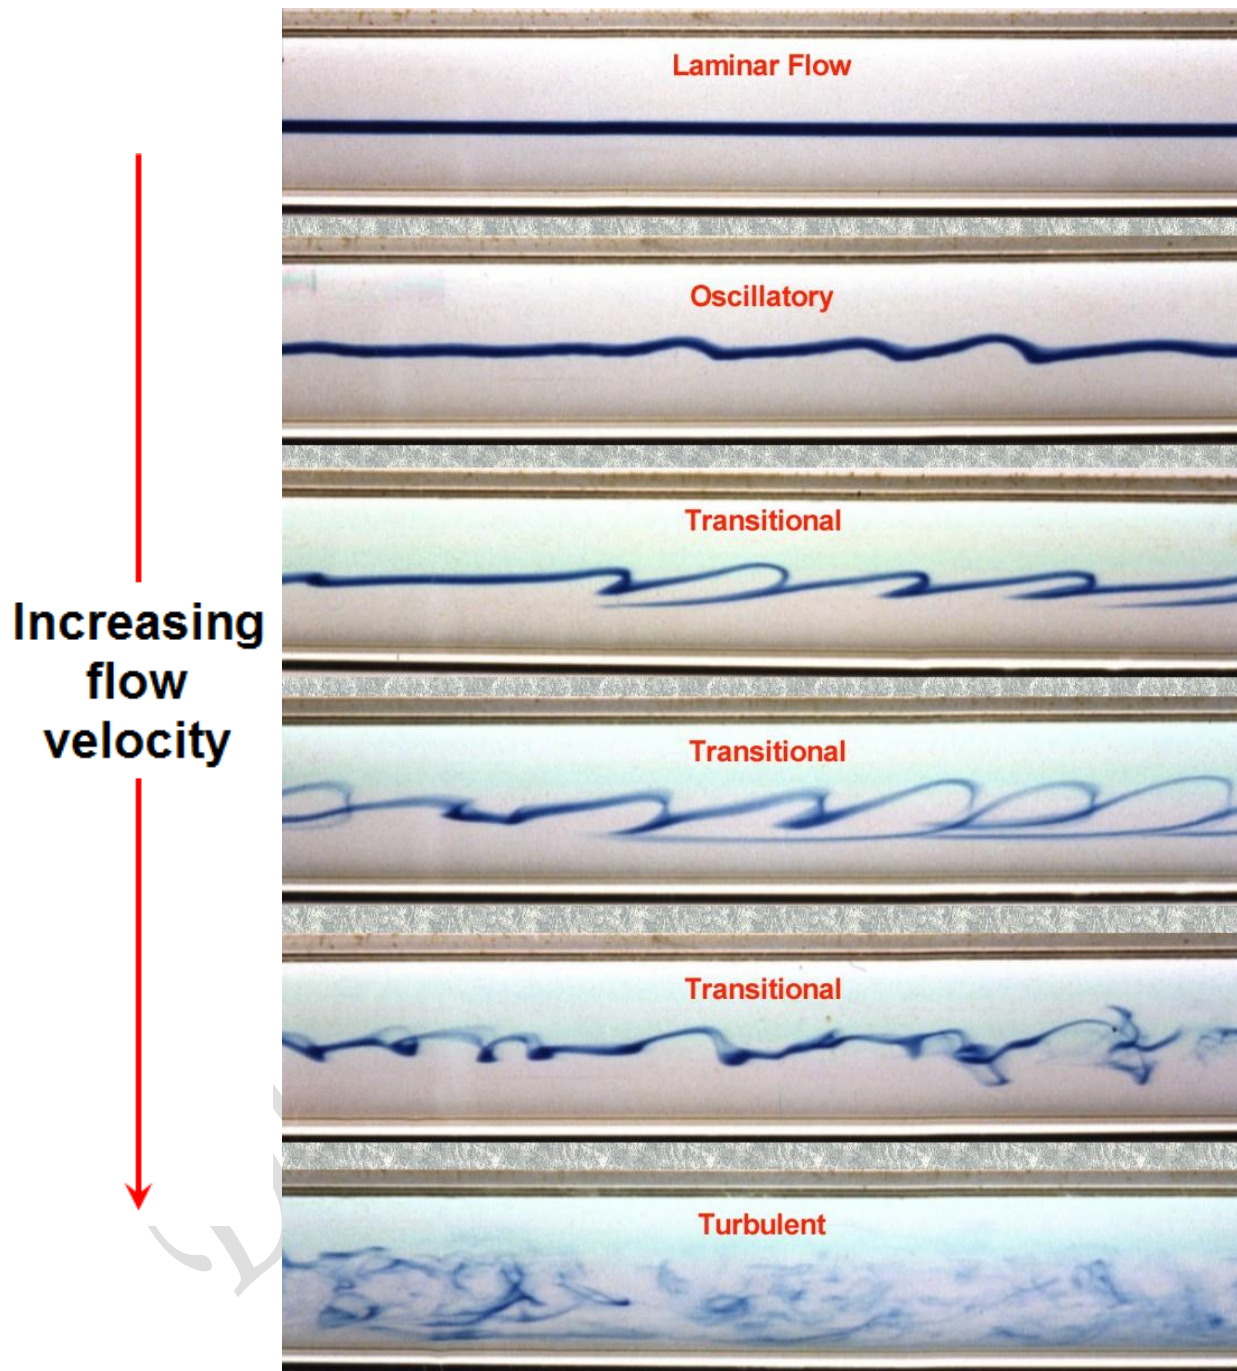 Laminar Flow
Oscillatory
Transitional
Increasing
flow
velocity
Transitional
Transitional
Turbulent